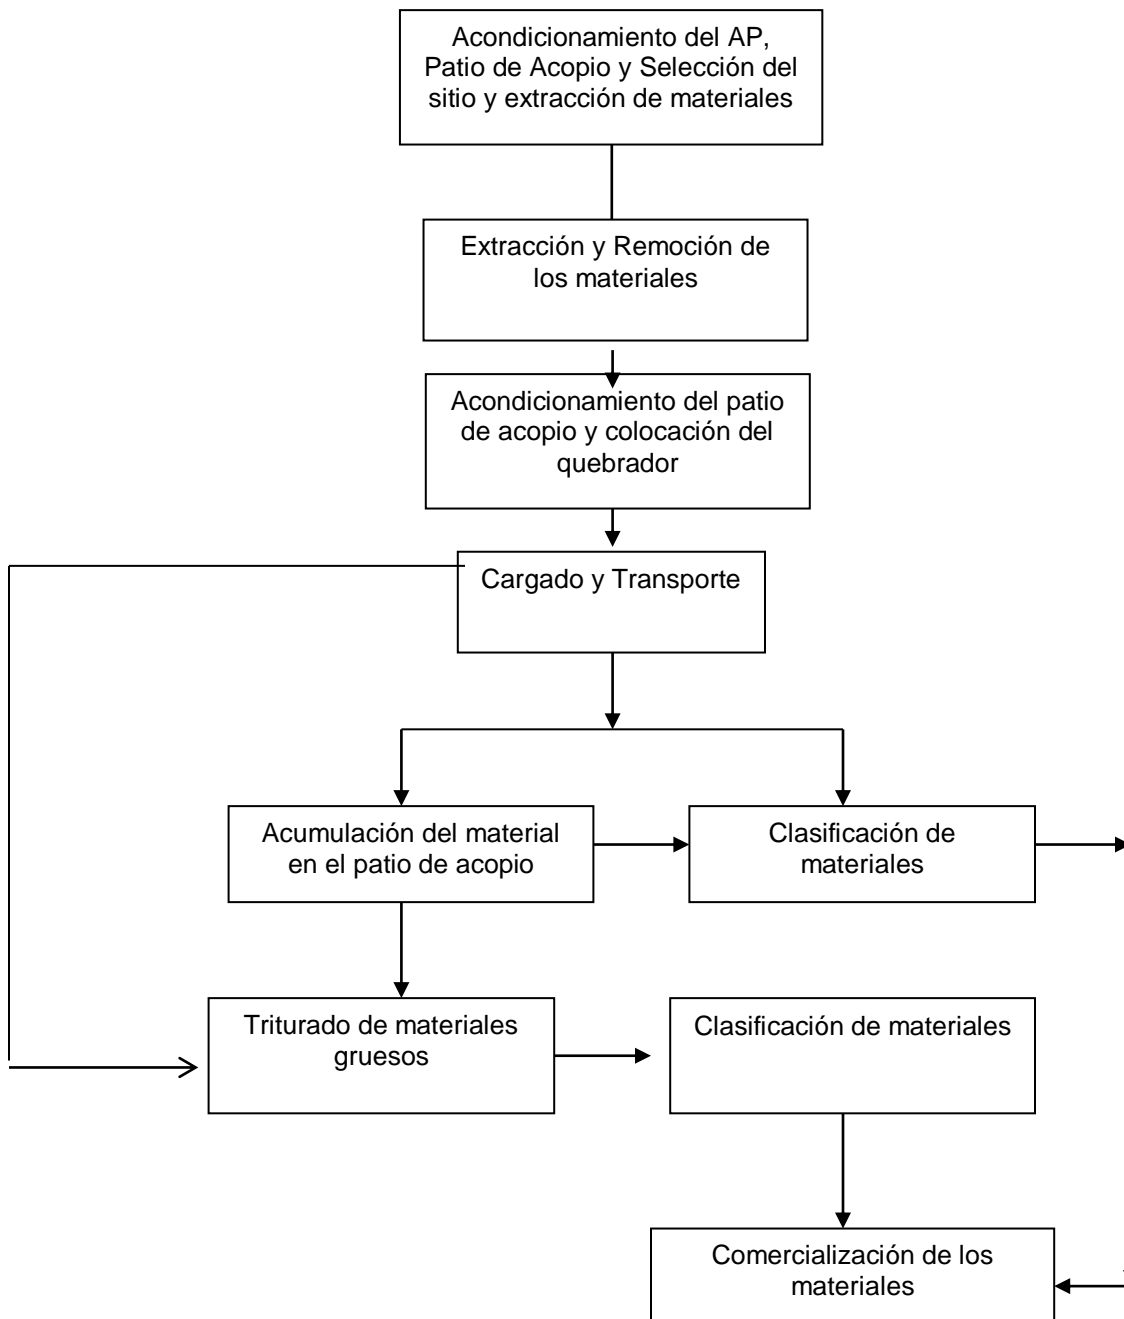 Acondicionamiento del AP,
Patio de Acopio y Selección del
sitio y extracción de materiales
Extracción y Remoción de
los materiales
Acondicionamiento del patio
de acopio y colocación del
quebrador
Cargado y Transporte
Acumulación del material
en el patio de acopio
Clasificación de
materiales
Triturado de materiales
gruesos
Clasificación de materiales
Comercialización de los
materiales